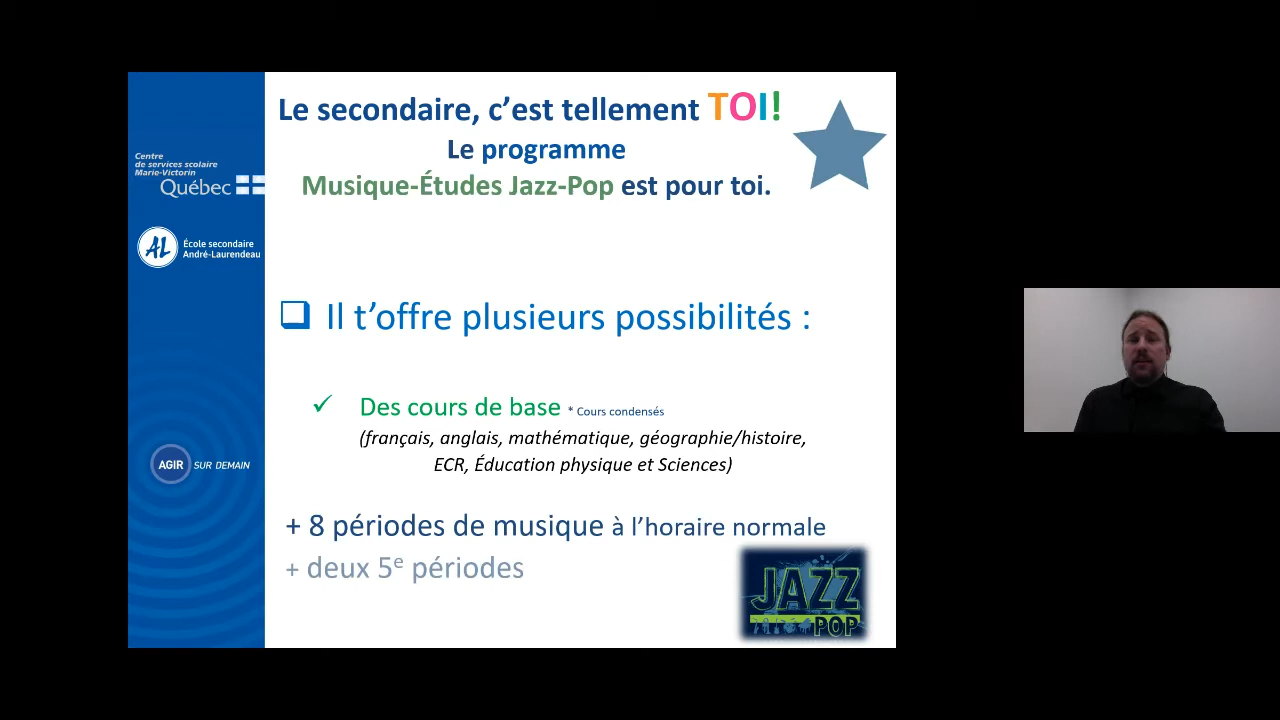 Le secondaire, c'est tellement TOI!
Le programme
Musique-Études Jazz-Pop est pour toi.
Centre
de services scolaire
Marie-Victorin
Québec
AL
École secondaire
André-Laurendeau
Il t'offre plusieurs possibilités :
✓ Des cours de base * Cours condensés
(français, anglais, mathématique, géographie/histoire,
ECR, Éducation physique et Sciences)
AGIR SUR DEMAIN
+ 8 périodes de musique à l'horaire normale
+ deux 5e périodes
JAZZ
POP